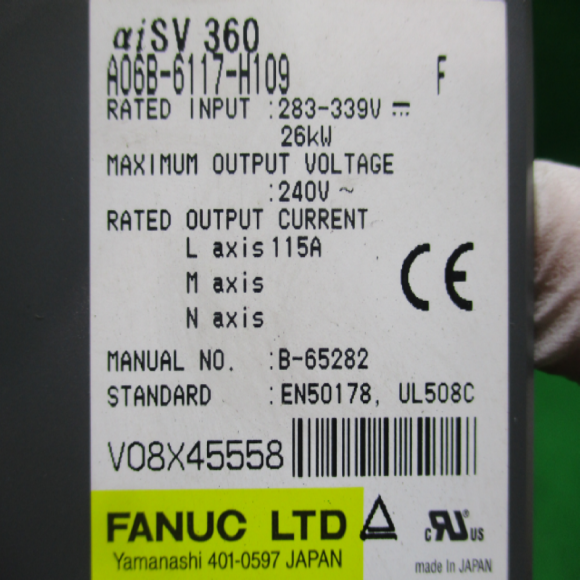 αiSV 360
A06B-6117-H109 F
RATED INPUT :283-339V ⎓
26kW
MAXIMUM OUTPUT VOLTAGE
:240V ~
RATED OUTPUT CURRENT
L axis 115A
M axis
N axis
CE
MANUAL NO. :B-65282
STANDARD :EN50178, UL508C
V08X45558
FANUC LTD
Yamanashi 401-0597 JAPAN
c RU US
made in JAPAN